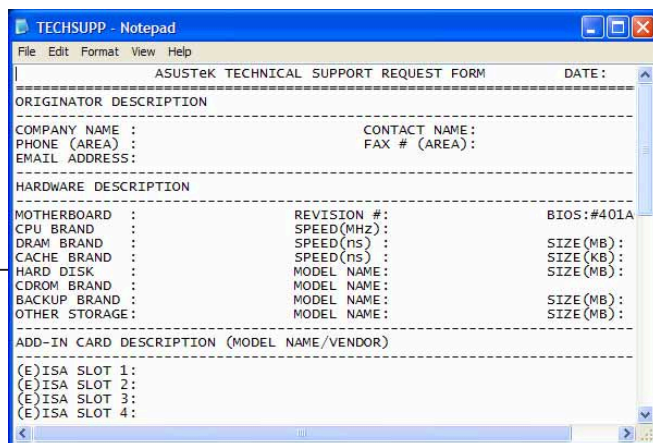 TECHSUPP - Notepad
File Edit Format View Help
ASUSTeK TECHNICAL SUPPORT REQUEST FORM DATE:
==========================================================================
ORIGINATOR DESCRIPTION
--------------------------------------------------------------------------
COMPANY NAME : CONTACT NAME:
PHONE (AREA) : FAX # (AREA):
EMAIL ADDRESS:
--------------------------------------------------------------------------
HARDWARE DESCRIPTION
--------------------------------------------------------------------------
MOTHERBOARD : REVISION #: BIOS:#401A
CPU BRAND : SPEED(MHz):
DRAM BRAND : SPEED(ns) : SIZE(MB):
CACHE BRAND : SPEED(ns) : SIZE(KB):
HARD DISK : MODEL NAME: SIZE(MB):
CDROM BRAND : MODEL NAME:
BACKUP BRAND : MODEL NAME: SIZE(MB):
OTHER STORAGE: MODEL NAME: SIZE(MB):
--------------------------------------------------------------------------
ADD-IN CARD DESCRIPTION (MODEL NAME/VENDOR)
--------------------------------------------------------------------------
(E)ISA SLOT 1:
(E)ISA SLOT 2:
(E)ISA SLOT 3:
(E)ISA SLOT 4: